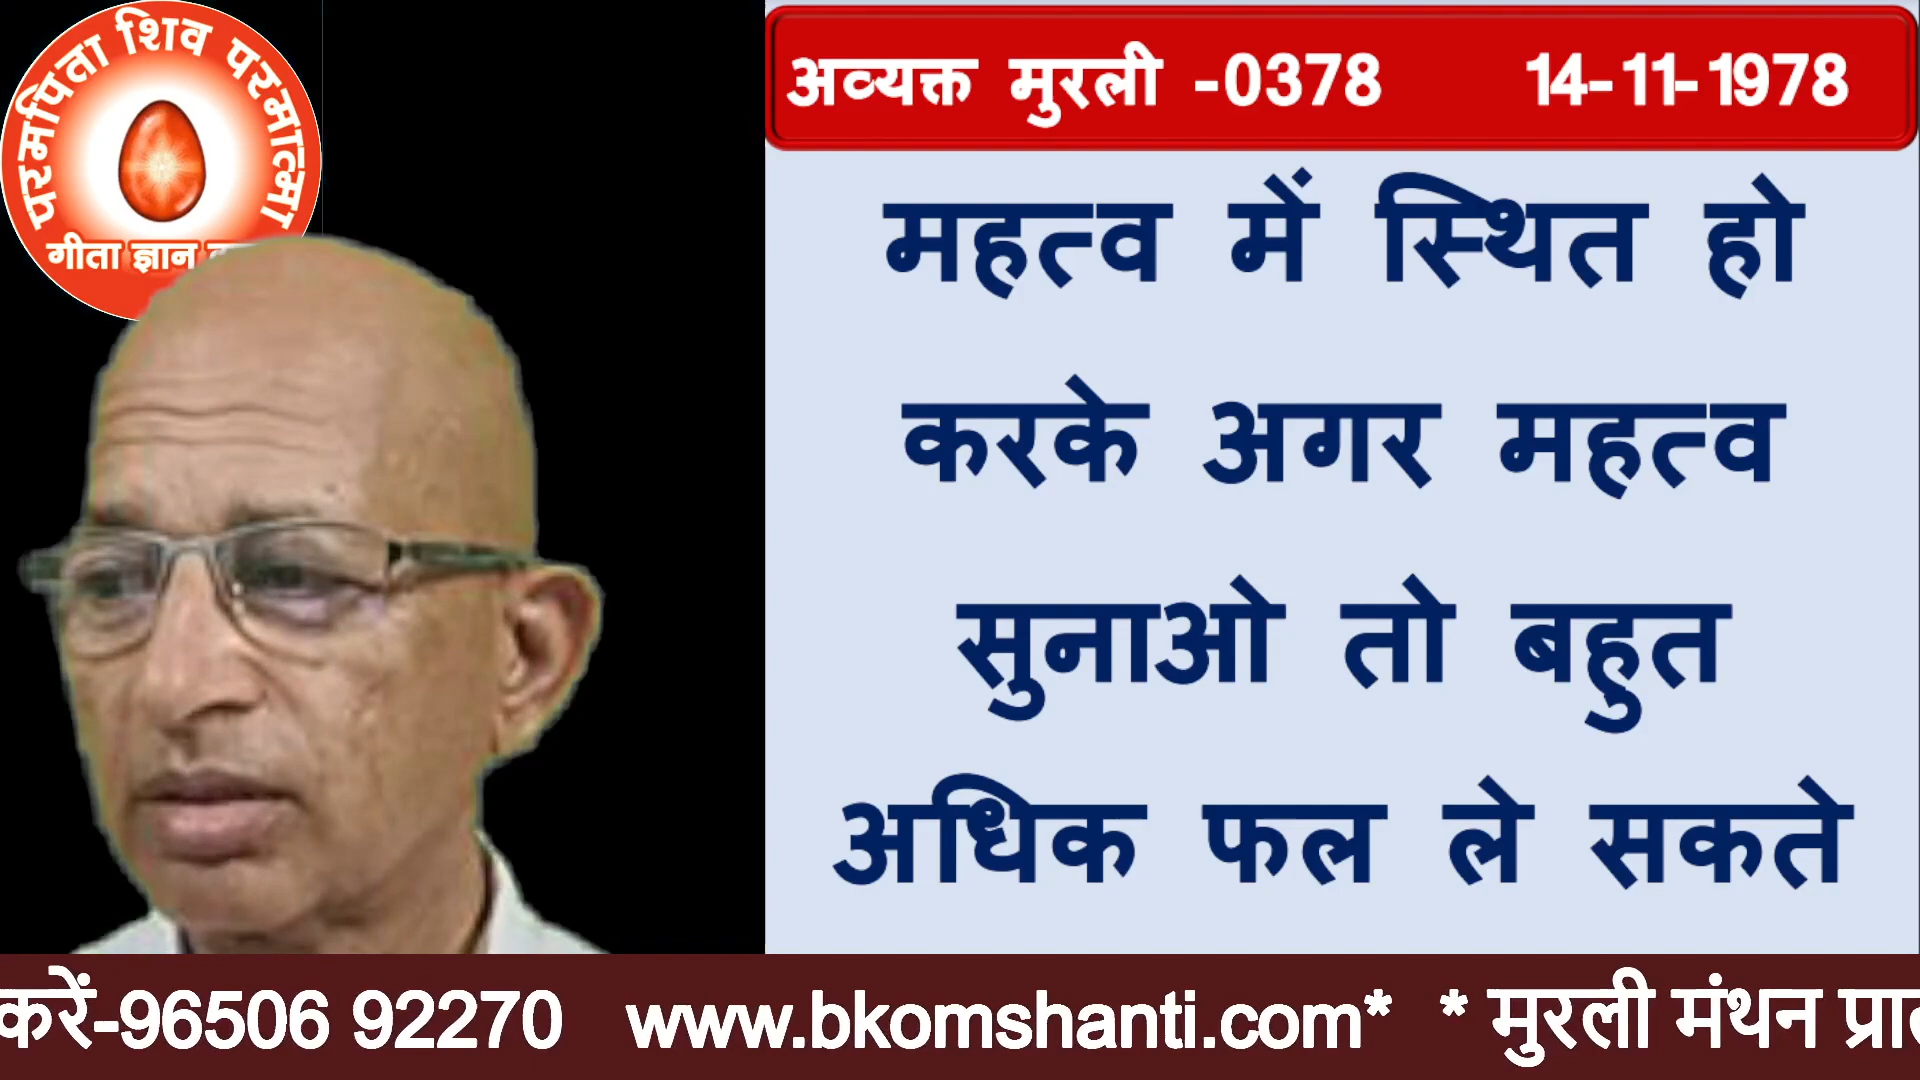 परमपिता शिव परमात्मा
गीता ज्ञान
अव्यक्त मुरली -0378 14-11-1978
महत्व में स्थित हो
करके अगर महत्व
सुनाओ तो बहुत
अधिक फल ले सकते
करें-96506 92270 www.bkomshanti.com* * मुरली मंथन